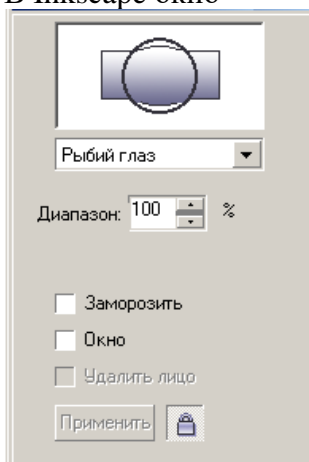 В Inkscape окно
Рыбий глаз
Диапазон: 100 %
Заморозить
Окно
Удалить лицо
Применить